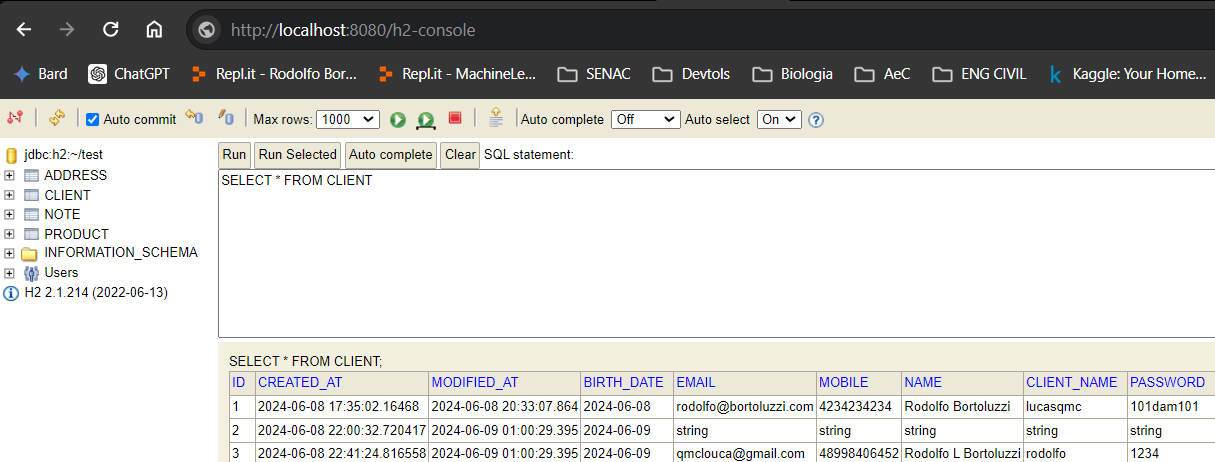 http://localhost:8080/h2-console
Bard ChatGPT Repl.it - Rodolfo Bor... Repl.it - MachineLe... SENAC Devtols Biologia AeC ENG CIVIL k Kaggle: Your Home...
Auto commit Max rows: 1000 Auto complete Off Auto select On ?
jdbc:h2:~/test
ADDRESS
CLIENT
NOTE
PRODUCT
INFORMATION_SCHEMA
Users
H2 2.1.214 (2022-06-13)
Run Run Selected Auto complete Clear SQL statement:
SELECT * FROM CLIENT
SELECT * FROM CLIENT;
ID CREATED_AT MODIFIED_AT BIRTH_DATE EMAIL MOBILE NAME CLIENT_NAME PASSWORD
1 2024-06-08 17:35:02.16468 2024-06-08 20:33:07.864 2024-06-08 rodolfo@bortoluzzi.com 4234234234 Rodolfo Bortoluzzi lucasqmc 101dam101
2 2024-06-08 22:00:32.720417 2024-06-09 01:00:29.395 2024-06-09 string string string string string
3 2024-06-08 22:41:24.816558 2024-06-09 01:00:29.395 2024-06-09 qmclouca@gmail.com 48998406452 Rodolfo L Bortoluzzi rodolfo 1234